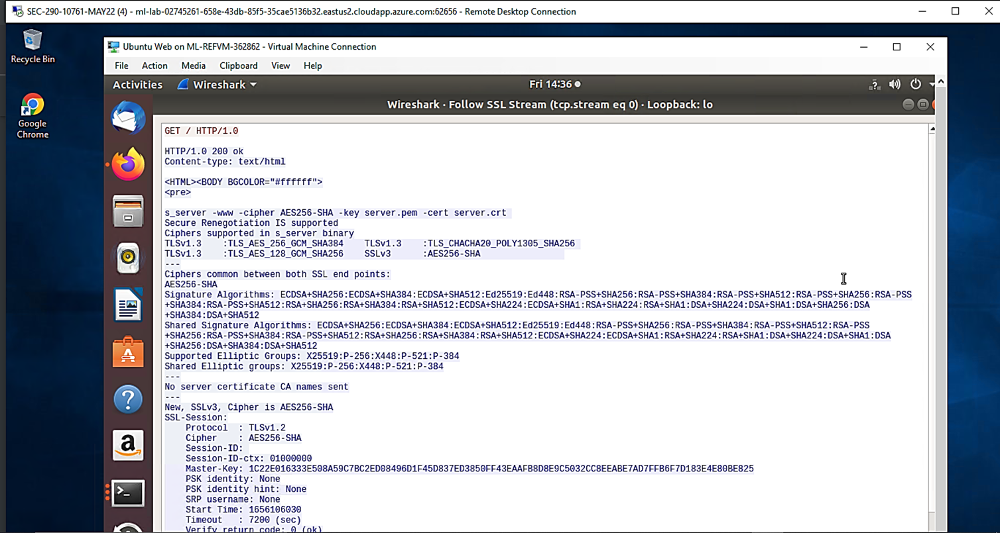 SEC-290-10761-MAY22 (4) - ml-lab-02745261-658e-43db-85f5-35cae5136b32.eastus2.cloudapp.azure.com:62656 - Remote Desktop Connection
Recycle Bin
Google
Chrome
Ubuntu Web on ML-REFVM-362862 - Virtual Machine Connection
File Action Media Clipboard View Help
Activities Wireshark Fri 14:36
Wireshark · Follow SSL Stream (tcp.stream eq 0) · Loopback: lo
GET / HTTP/1.0
HTTP/1.0 200 ok
Content-type: text/html
<HTML><BODY BGCOLOR="#ffffff">
<pre>
s_server -www -cipher AES256-SHA -key server.pem -cert server.crt
Secure Renegotiation IS supported
Ciphers supported in s_server binary
TLSv1.3    :TLS_AES_256_GCM_SHA384    TLSv1.3    :TLS_CHACHA20_POLY1305_SHA256
TLSv1.3    :TLS_AES_128_GCM_SHA256    SSLv3      :AES256-SHA
---
Ciphers common between both SSL end points:
AES256-SHA
Signature Algorithms: ECDSA+SHA256:ECDSA+SHA384:ECDSA+SHA512:Ed25519:Ed448:RSA-PSS+SHA256:RSA-PSS+SHA384:RSA-PSS+SHA512:RSA-PSS+SHA256:RSA-PSS
+SHA384:RSA-PSS+SHA512:RSA+SHA256:RSA+SHA384:RSA+SHA512:ECDSA+SHA224:ECDSA+SHA1:RSA+SHA224:RSA+SHA1:DSA+SHA224:DSA+SHA1:DSA+SHA256:DSA
+SHA384:DSA+SHA512
Shared Signature Algorithms: ECDSA+SHA256:ECDSA+SHA384:ECDSA+SHA512:Ed25519:Ed448:RSA-PSS+SHA256:RSA-PSS+SHA384:RSA-PSS+SHA512:RSA-PSS
+SHA256:RSA-PSS+SHA384:RSA-PSS+SHA512:RSA+SHA256:RSA+SHA384:RSA+SHA512:ECDSA+SHA224:ECDSA+SHA1:RSA+SHA224:RSA+SHA1:DSA+SHA224:DSA+SHA1:DSA
+SHA256:DSA+SHA384:DSA+SHA512
Supported Elliptic Groups: X25519:P-256:X448:P-521:P-384
Shared Elliptic groups: X25519:P-256:X448:P-521:P-384
---
No server certificate CA names sent
---
New, SSLv3, Cipher is AES256-SHA
SSL-Session:
    Protocol  : TLSv1.2
    Cipher    : AES256-SHA
    Session-ID:
    Session-ID-ctx: 01000000
    Master-Key: 1C22E016333E508A59C7BC2ED08496D1F45D837ED3850FF43EAAFB8D8E9C5032CC8EEABE7AD7FFB6F7D183E4E80BE825
    PSK identity: None
    PSK identity hint: None
    SRP username: None
    Start Time: 1656106030
    Timeout   : 7200 (sec)
    Verify return code: 0 (ok)